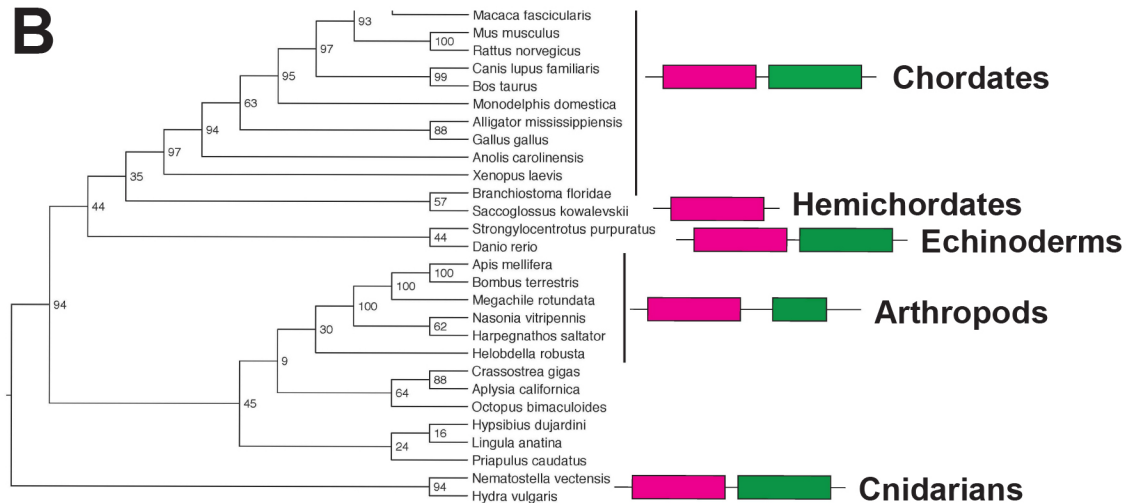 B
93
Macaca fascicularis
Mus musculus
100
Rattus norvegicus
97
Canis lupus familiaris
99
Bos taurus
95
Monodelphis domestica
63
Alligator mississippiensis
88
Gallus gallus
94
Anolis carolinensis
97
Xenopus laevis
35
Branchiostoma floridae
57
Saccoglossus kowalevskii
44
Strongylocentrotus purpuratus
44
Danio rerio
94
Apis mellifera
100
Bombus terrestris
100
Megachile rotundata
100
Nasonia vitripennis
62
Harpegnathos saltator
30
Helobdella robusta
9
Crassostrea gigas
88
Aplysia californica
64
Octopus bimaculoides
45
Hypsibius dujardini
16
Lingula anatina
24
Priapulus caudatus
Nematostella vectensis
94
Hydra vulgaris
Chordates
Hemichordates
Echinoderms
Arthropods
Cnidarians